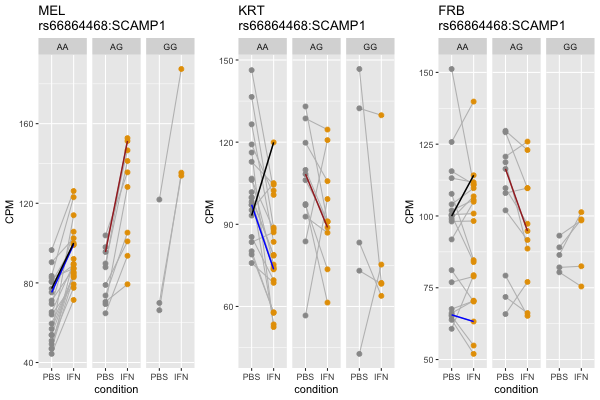 MEL
rs66864468:SCAMP1
AA AG GG
CPM
160
120
80
40
PBS IFN PBS IFN PBS IFN
condition
KRT
rs66864468:SCAMP1
AA AG GG
CPM
150
120
90
60
PBS IFN PBS IFN PBS IFN
condition
FRB
rs66864468:SCAMP1
AA AG GG
CPM
150
125
100
75
50
PBS IFN PBS IFN PBS IFN
condition